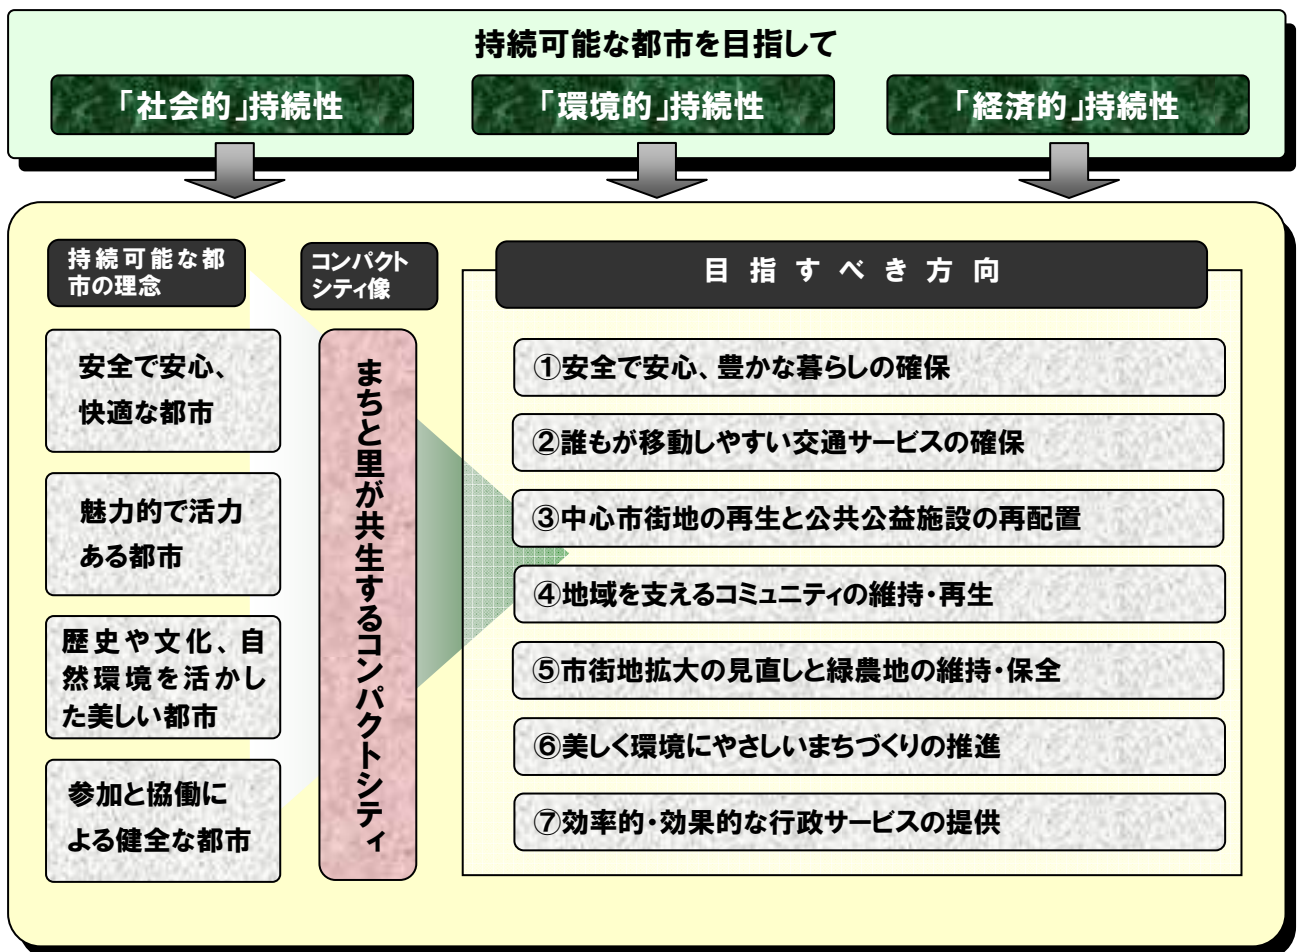 持続可能な都市を目指して
「社会的」持続性
「環境的」持続性
「経済的」持続性
持続可能な都
市の理念
コンパクト
シティ像
目指すべき方向
安全で安心、
快適な都市
魅力的で活力
ある都市
歴史や文化、自
然環境を活かし
た美しい都市
参加と協働に
よる健全な都市
まちと里が共生するコンパクトシティ
①安全で安心、豊かな暮らしの確保
②誰もが移動しやすい交通サービスの確保
③中心市街地の再生と公共公益施設の再配置
④地域を支えるコミュニティの維持・再生
⑤市街地拡大の見直しと緑農地の維持・保全
⑥美しく環境にやさしいまちづくりの推進
⑦効率的・効果的な行政サービスの提供